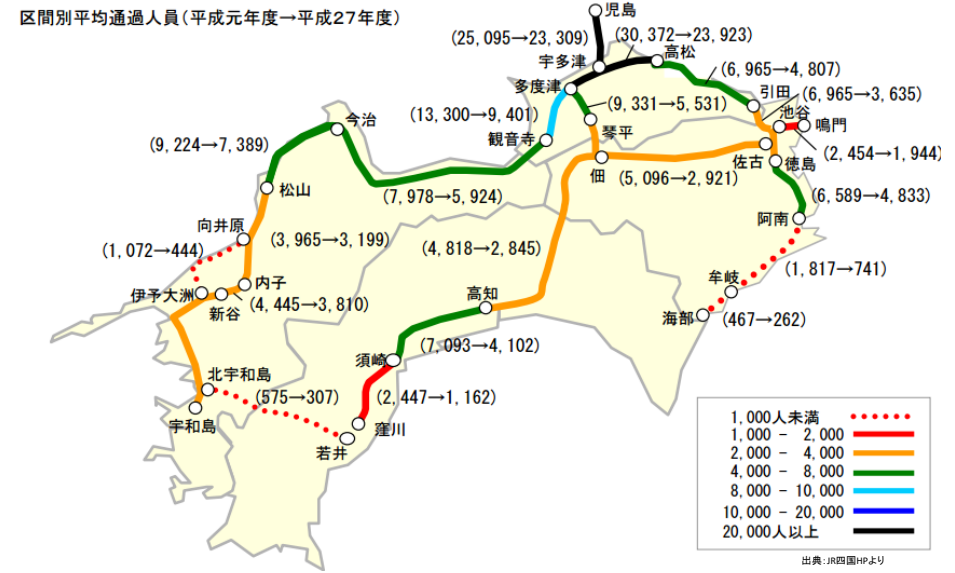 区間別平均通過人員(平成元年度→平成27年度)
児島
(25,095→23,309)
(30,372→23,923)
宇多津
高松
(6,965→4,807)
多度津
引田
(6,965→3,635)
(9,331→5,531)
池谷
鳴門
(13,300→9,401)
今治
琴平
(9,224→7,389)
観音寺
佐古
(2,454→1,944)
佃
徳島
(5,096→2,921)
松山
(7,978→5,924)
(6,589→4,833)
向井原
阿南
(3,965→3,199)
(4,818→2,845)
(1,072→444)
牟岐
(1,817→741)
内子
伊予大洲
(4,445→3,810)
高知
新谷
海部
(467→262)
(7,093→4,102)
須崎
北宇和島
(575→307)
(2,447→1,162)
宇和島
窪川
若井
1,000人未満
1,000 - 2,000
2,000 - 4,000
4,000 - 8,000
8,000 - 10,000
10,000 - 20,000
20,000人以上
出典:JR四国HPより